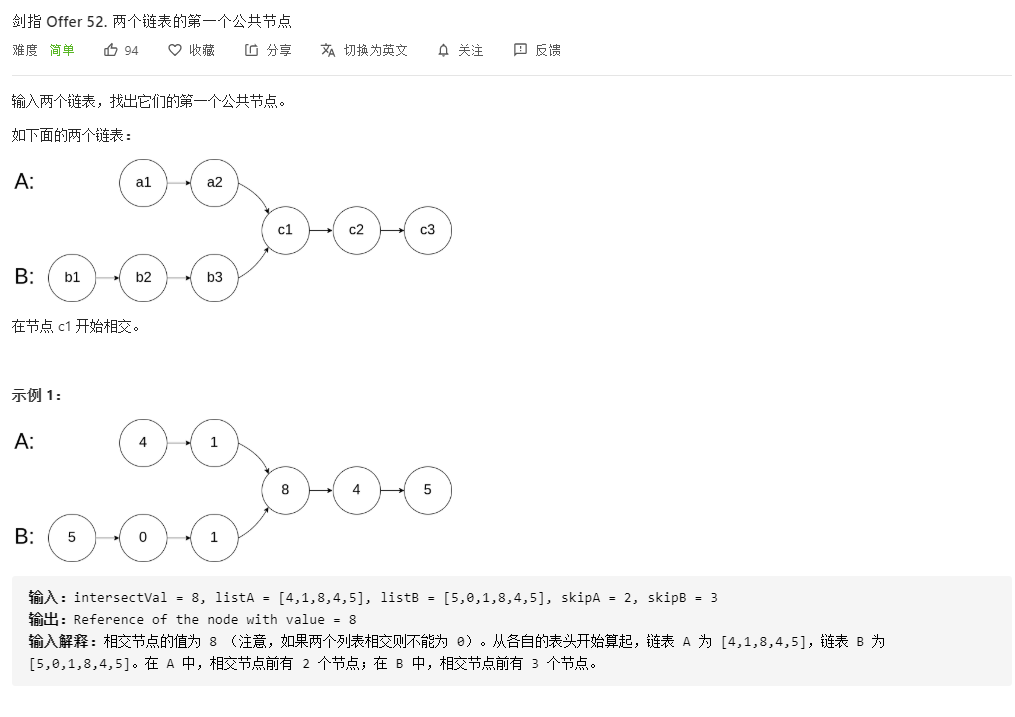 剑指 Offer 52. 两个链表的第一个公共节点
难度 简单 94 收藏 分享 切换为英文 关注 反馈
输入两个链表，找出它们的第一个公共节点。
如下面的两个链表：
A: a1 a2
c1 c2 c3
B: b1 b2 b3
在节点 c1 开始相交。
示例 1：
A: 4 1
8 4 5
B: 5 0 1
输入：intersectVal = 8, listA = [4,1,8,4,5], listB = [5,0,1,8,4,5], skipA = 2, skipB = 3
输出：Reference of the node with value = 8
输入解释：相交节点的值为 8 （注意，如果两个列表相交则不能为 0）。从各自的表头开始算起，链表 A 为 [4,1,8,4,5]，链表 B 为
[5,0,1,8,4,5]。在 A 中，相交节点前有 2 个节点；在 B 中，相交节点前有 3 个节点。